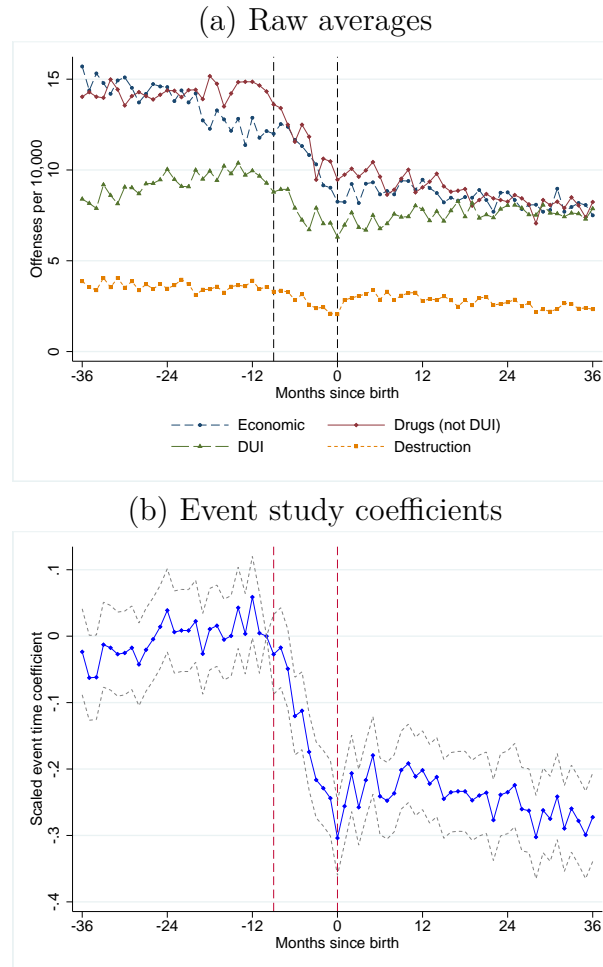 (a) Raw averages
Offenses per 10,000
15
10
5
0
-36 -24 -12 0 12 24 36
Months since birth
Economic Drugs (not DUI)
DUI Destruction
(b) Event study coefficients
Scaled event time coefficient
.1
0
-.1
-.2
-.3
-.4
-36 -24 -12 0 12 24 36
Months since birth